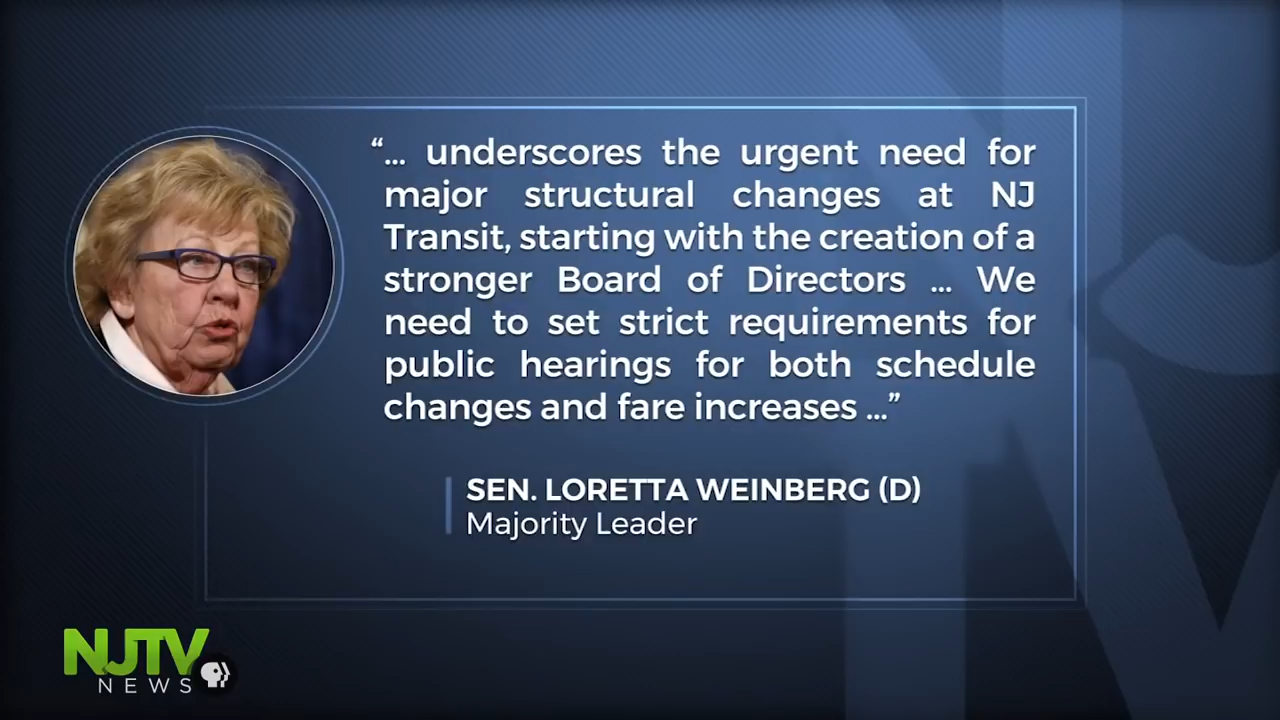 “... underscores the urgent need for
major structural changes at NJ
Transit, starting with the creation of a
stronger Board of Directors ... We
need to set strict requirements for
public hearings for both schedule
changes and fare increases ...”
SEN. LORETTA WEINBERG (D)
Majority Leader
NJTV
NEWS